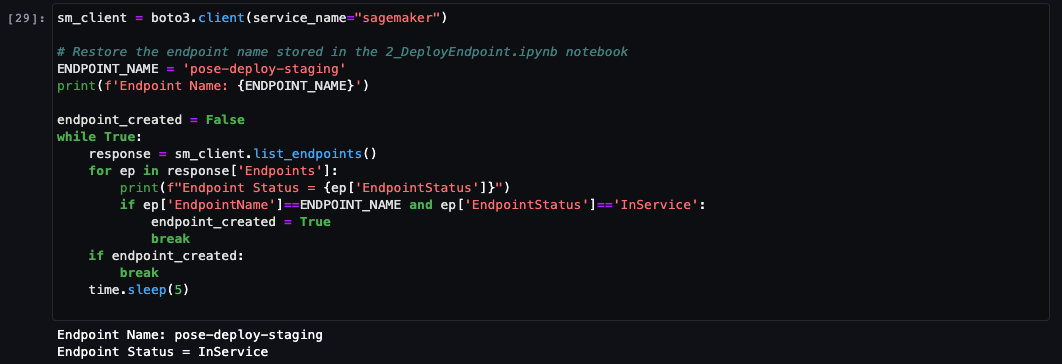 [29]: sm_client = boto3.client(service_name="sagemaker")
# Restore the endpoint name stored in the 2_DeployEndpoint.ipynb notebook
ENDPOINT_NAME = 'pose-deploy-staging'
print(f'Endpoint Name: {ENDPOINT_NAME}')
endpoint_created = False
while True:
    response = sm_client.list_endpoints()
    for ep in response['Endpoints']:
        print(f"Endpoint Status = {ep['EndpointStatus']}")
        if ep['EndpointName']==ENDPOINT_NAME and ep['EndpointStatus']=='InService':
            endpoint_created = True
            break
    if endpoint_created:
        break
    time.sleep(5)
Endpoint Name: pose-deploy-staging
Endpoint Status = InService